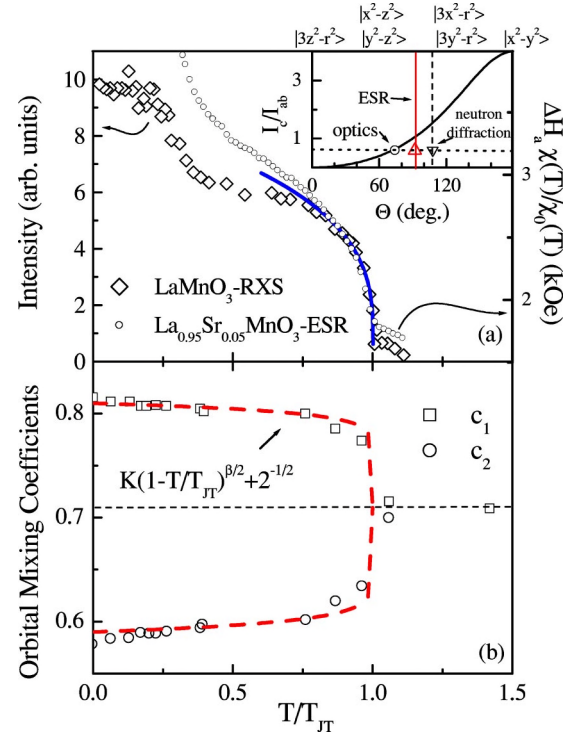 |x²-z²> |3x²-r²>
|3z²-r²> |y²-z²> |3y²-r²> |x²-y²>
(a)
10
8
6
4
2
0
Intensity (arb. units)
4
2
0
I_c/I_ab
ESR
optics
neutron
diffraction
0 60 120
Θ (deg.)
3
2
ΔH_a χ(T)/χ_0(T) (kOe)
LaMnO₃-RXS
La₀.₉₅Sr₀.₀₅MnO₃-ESR
(a)
0.8
0.7
0.6
Orbital Mixing Coefficients
c₁
c₂
K(1-T/T_JT)^β/2+2^-1/2
(b)
0.0 0.5 1.0 1.5
T/T_JT